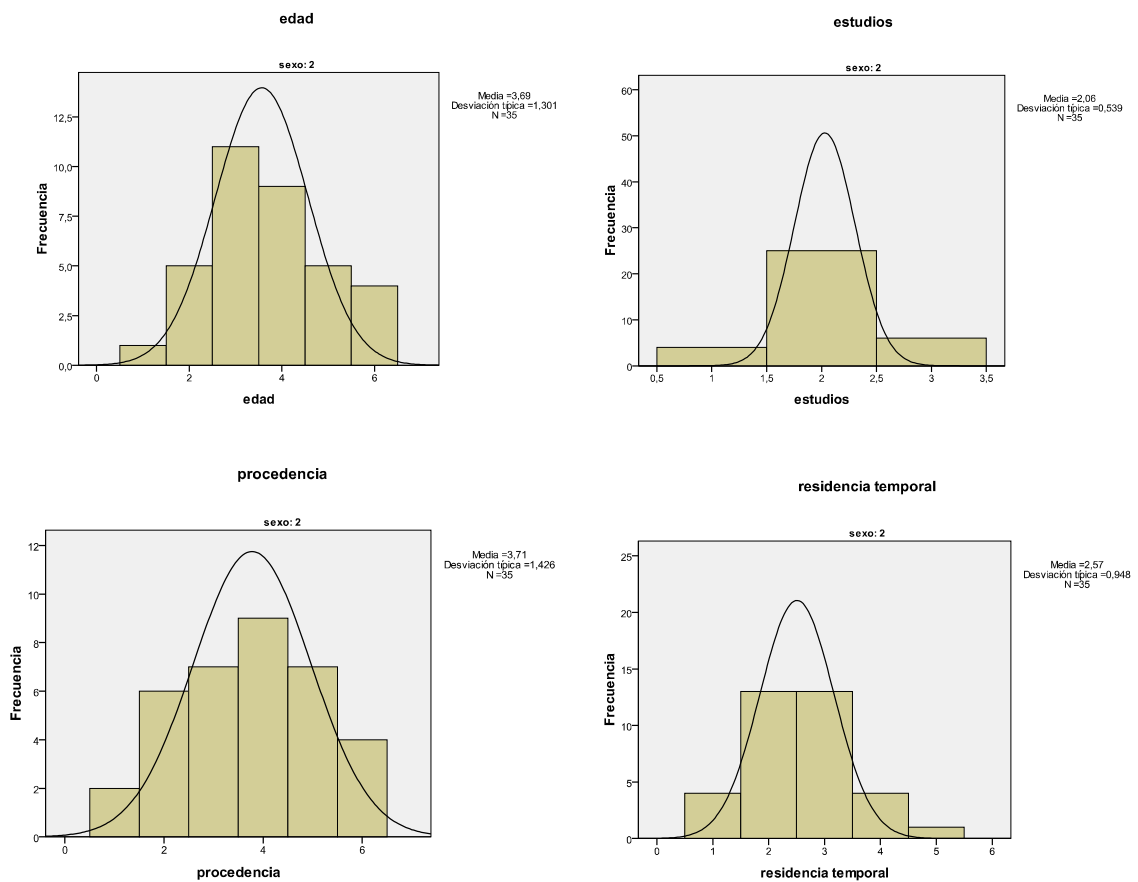 edad
sexo: 2
Media =3,69
Desviación típica =1,301
N =35
Frecuencia
12,5
10,0
7,5
5,0
2,5
0,0
0 2 4 6
edad
estudios
sexo: 2
Media =2,06
Desviación típica =0,539
N =35
Frecuencia
60
50
40
30
20
10
0
0,5 1 1,5 2 2,5 3 3,5
estudios
procedencia
sexo: 2
Media =3,71
Desviación típica =1,426
N =35
Frecuencia
12
10
8
6
4
2
0
0 2 4 6
procedencia
residencia temporal
sexo: 2
Media =2,57
Desviación típica =0,948
N =35
Frecuencia
25
20
15
10
5
0
0 1 2 3 4 5 6
residencia temporal